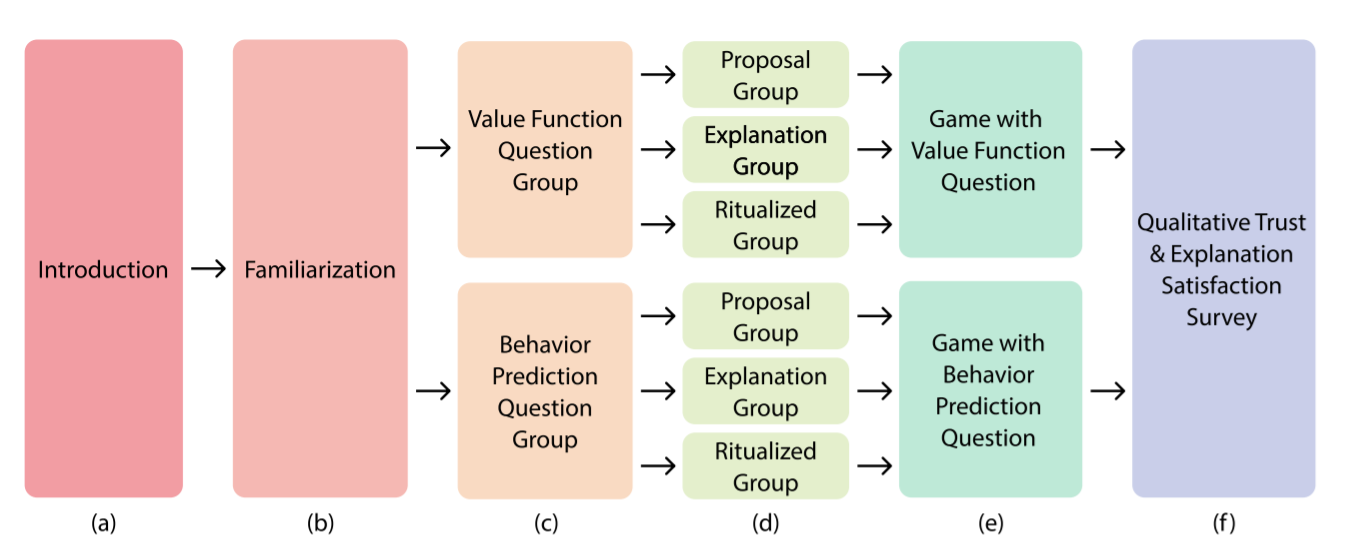 Introduction
Familiarization
Value Function
Question
Group
Proposal
Group
Explanation
Group
Ritualized
Group
Game with
Value Function
Question
Behavior
Prediction
Question
Group
Proposal
Group
Explanation
Group
Ritualized
Group
Game with
Behavior
Prediction
Question
Qualitative Trust
& Explanation
Satisfaction
Survey
(a)
(b)
(c)
(d)
(e)
(f)